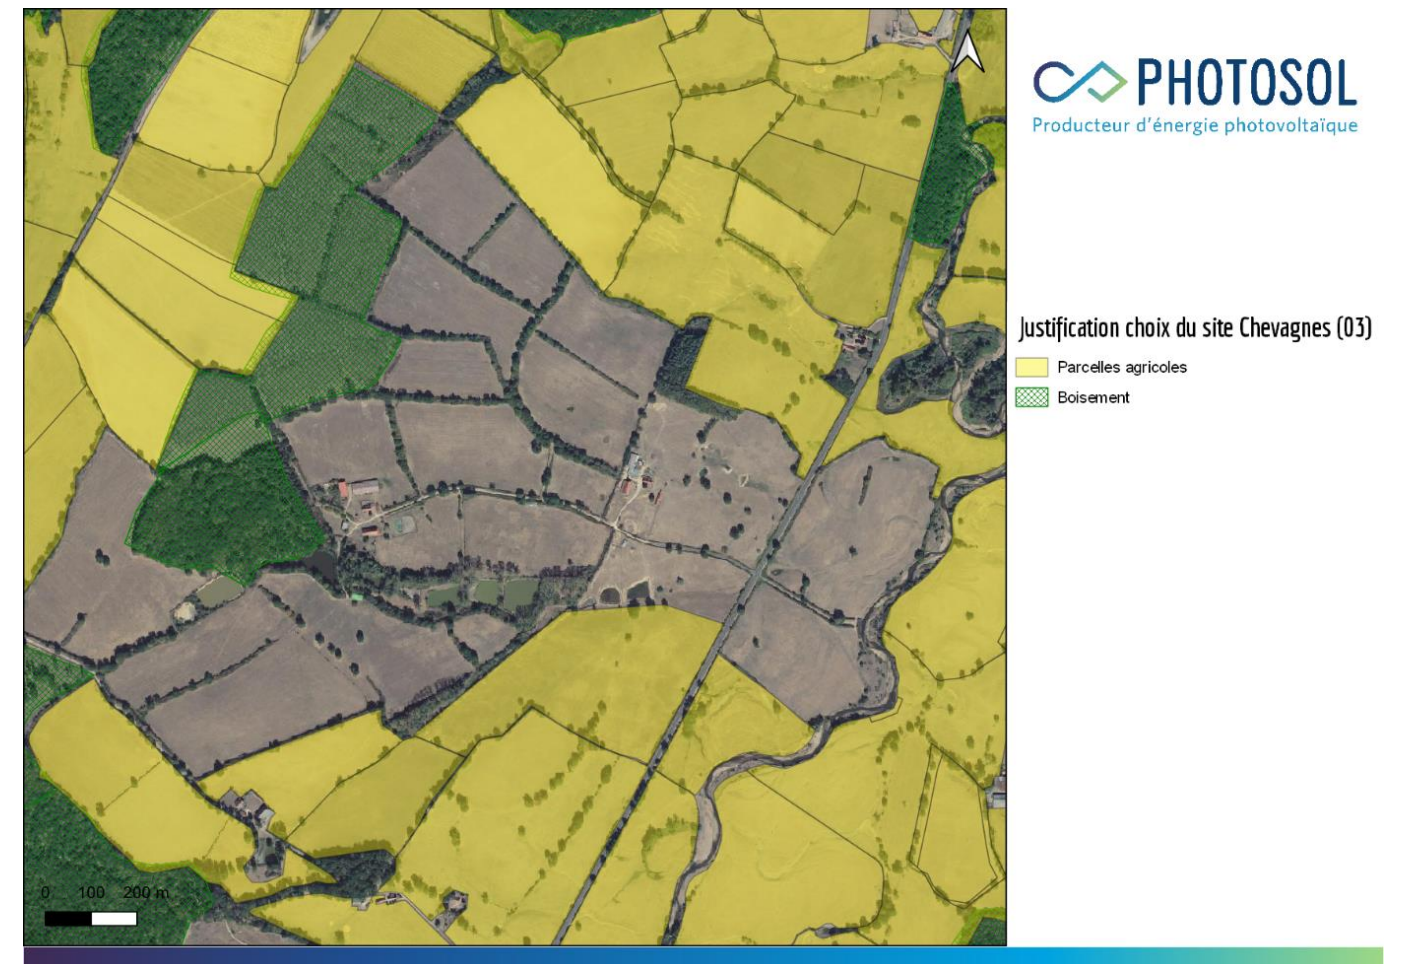 PHOTOSOL
Producteur d'énergie photovoltaïque
Justification choix du site Chevagnes (03)
Parcelles agricoles
Boisement
0 100 200 m